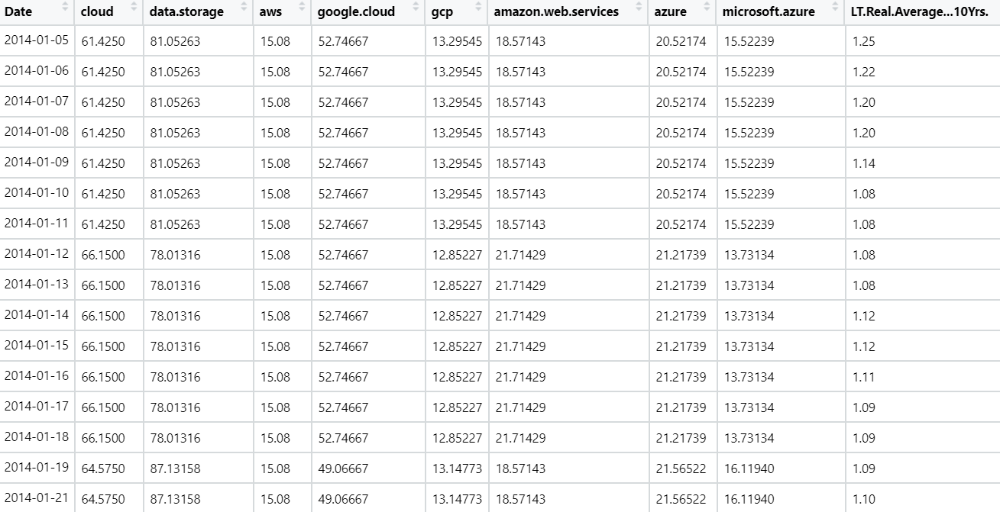 Date cloud data.storage aws google.cloud gcp amazon.web.services azure microsoft.azure LT.Real.Average...10Yrs.
2014-01-05 61.4250 81.05263 15.08 52.74667 13.29545 18.57143 20.52174 15.52239 1.25
2014-01-06 61.4250 81.05263 15.08 52.74667 13.29545 18.57143 20.52174 15.52239 1.22
2014-01-07 61.4250 81.05263 15.08 52.74667 13.29545 18.57143 20.52174 15.52239 1.20
2014-01-08 61.4250 81.05263 15.08 52.74667 13.29545 18.57143 20.52174 15.52239 1.20
2014-01-09 61.4250 81.05263 15.08 52.74667 13.29545 18.57143 20.52174 15.52239 1.14
2014-01-10 61.4250 81.05263 15.08 52.74667 13.29545 18.57143 20.52174 15.52239 1.08
2014-01-11 61.4250 81.05263 15.08 52.74667 13.29545 18.57143 20.52174 15.52239 1.08
2014-01-12 66.1500 78.01316 15.08 52.74667 12.85227 21.71429 21.21739 13.73134 1.08
2014-01-13 66.1500 78.01316 15.08 52.74667 12.85227 21.71429 21.21739 13.73134 1.08
2014-01-14 66.1500 78.01316 15.08 52.74667 12.85227 21.71429 21.21739 13.73134 1.12
2014-01-15 66.1500 78.01316 15.08 52.74667 12.85227 21.71429 21.21739 13.73134 1.12
2014-01-16 66.1500 78.01316 15.08 52.74667 12.85227 21.71429 21.21739 13.73134 1.11
2014-01-17 66.1500 78.01316 15.08 52.74667 12.85227 21.71429 21.21739 13.73134 1.09
2014-01-18 66.1500 78.01316 15.08 52.74667 12.85227 21.71429 21.21739 13.73134 1.09
2014-01-19 64.5750 87.13158 15.08 49.06667 13.14773 18.57143 21.56522 16.11940 1.09
2014-01-21 64.5750 87.13158 15.08 49.06667 13.14773 18.57143 21.56522 16.11940 1.10